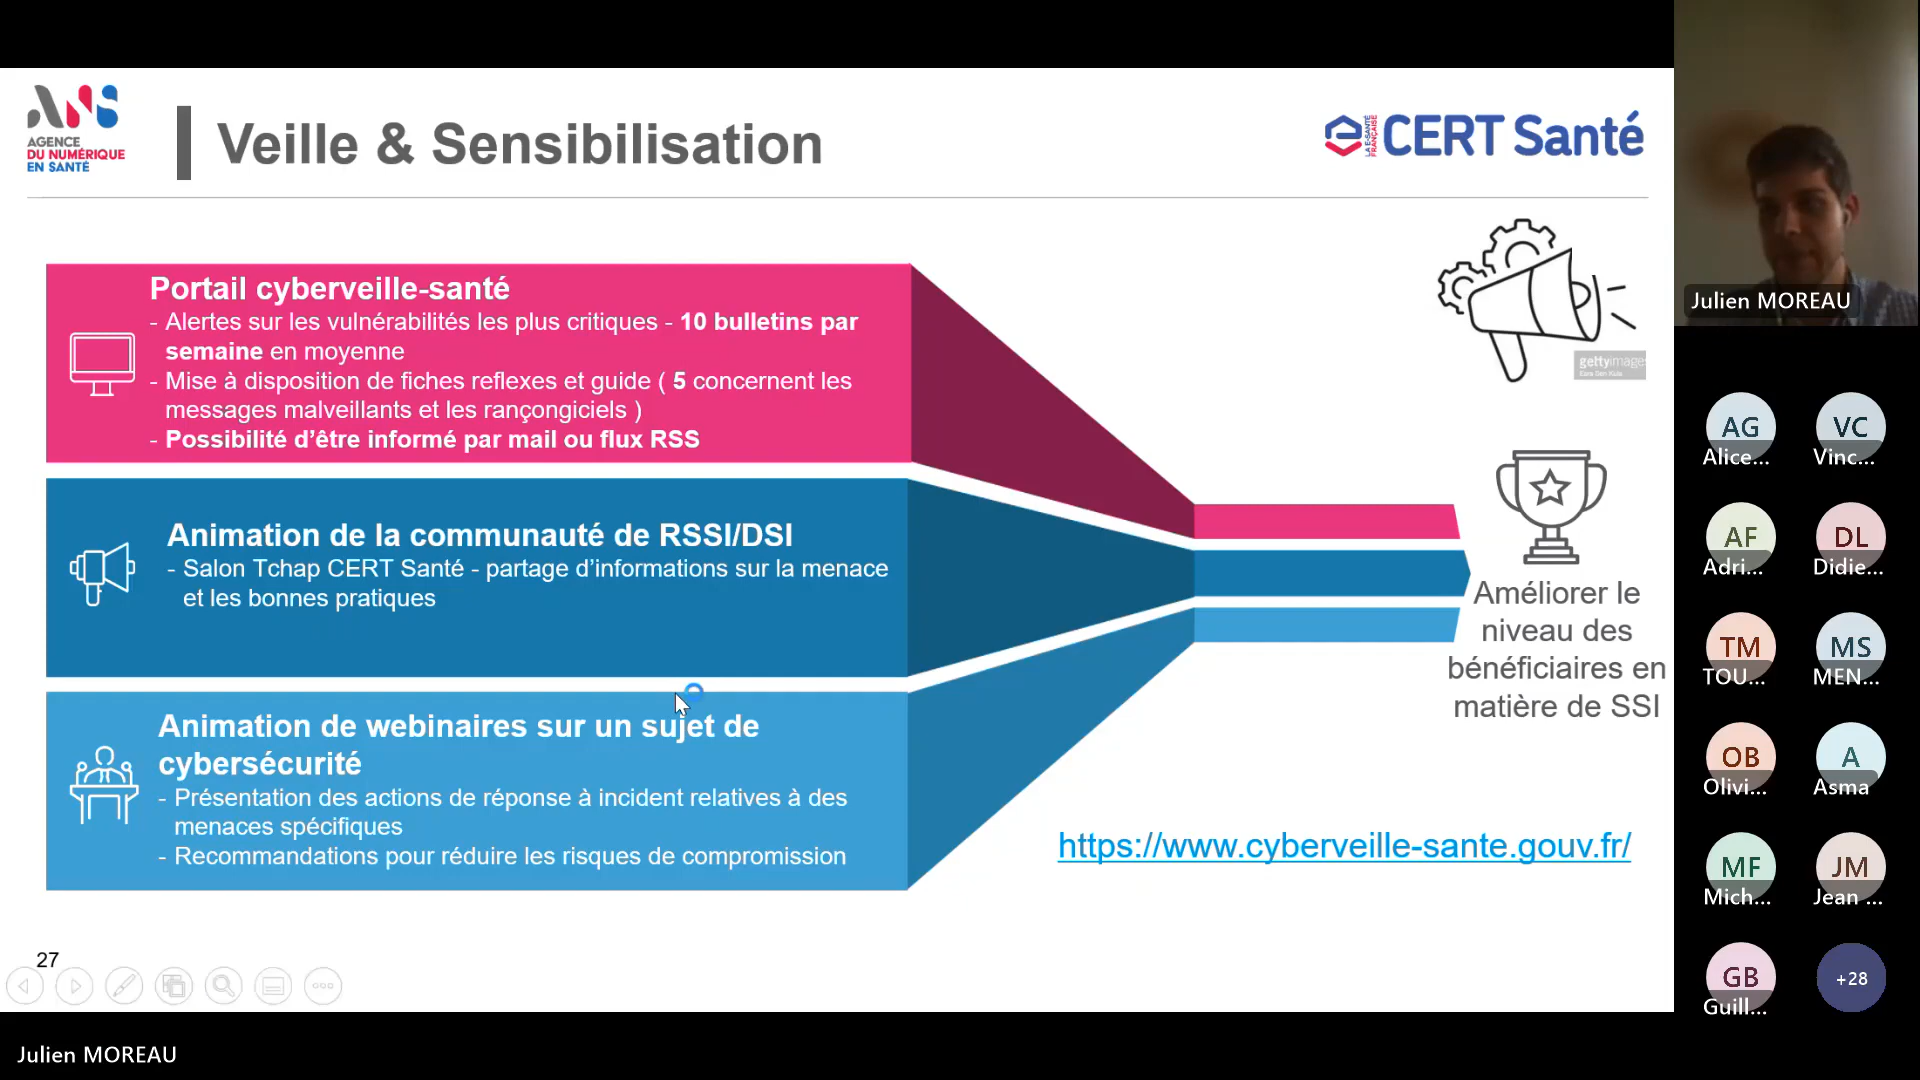 ANS
AGENCE
DU NUMÉRIQUE
EN SANTÉ
Veille & Sensibilisation
LA E-SANTÉ
FRANÇAISE
CERT Santé
Portail cyberveille-santé
- Alertes sur les vulnérabilités les plus critiques - 10 bulletins par
semaine en moyenne
- Mise à disposition de fiches reflexes et guide ( 5 concernent les
messages malveillants et les rançongiciels )
- Possibilité d’être informé par mail ou flux RSS
Animation de la communauté de RSSI/DSI
- Salon Tchap CERT Santé - partage d’informations sur la menace
et les bonnes pratiques
Animation de webinaires sur un sujet de
cybersécurité
- Présentation des actions de réponse à incident relatives à des
menaces spécifiques
- Recommandations pour réduire les risques de compromission
gettyimages
Améliorer le
niveau des
bénéficiaires en
matière de SSI
https://www.cyberveille-sante.gouv.fr/
27
Julien MOREAU
Julien MOREAU
AG
Alice...
VC
Vinc...
AF
Adri...
DL
Didie...
TM
TOU...
MS
MEN...
OB
Olivi...
A
Asma
MF
Mich...
JM
Jean ...
GB
Guill...
+28